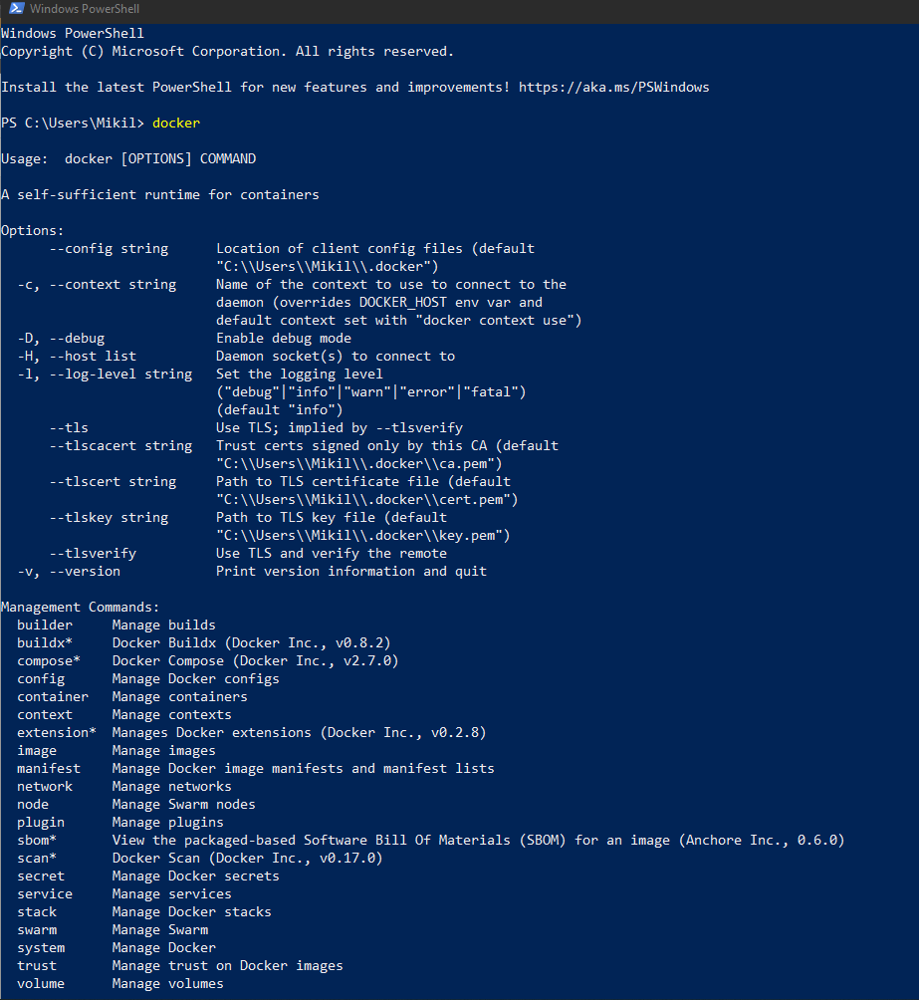 Windows PowerShell
Windows PowerShell
Copyright (C) Microsoft Corporation. All rights reserved.
Install the latest PowerShell for new features and improvements! https://aka.ms/PSWindows
PS C:\Users\Mikil> docker
Usage:  docker [OPTIONS] COMMAND
A self-sufficient runtime for containers
Options:
      --config string      Location of client config files (default
                           "C:\\Users\\Mikil\\.docker")
  -c, --context string     Name of the context to use to connect to the
                           daemon (overrides DOCKER_HOST env var and
                           default context set with "docker context use")
  -D, --debug              Enable debug mode
  -H, --host list          Daemon socket(s) to connect to
  -l, --log-level string   Set the logging level
                           ("debug"|"info"|"warn"|"error"|"fatal")
                           (default "info")
      --tls                Use TLS; implied by --tlsverify
      --tlscacert string   Trust certs signed only by this CA (default
                           "C:\\Users\\Mikil\\.docker\\ca.pem")
      --tlscert string     Path to TLS certificate file (default
                           "C:\\Users\\Mikil\\.docker\\cert.pem")
      --tlskey string      Path to TLS key file (default
                           "C:\\Users\\Mikil\\.docker\\key.pem")
      --tlsverify          Use TLS and verify the remote
  -v, --version            Print version information and quit
Management Commands:
  builder     Manage builds
  buildx*     Docker Buildx (Docker Inc., v0.8.2)
  compose*    Docker Compose (Docker Inc., v2.7.0)
  config      Manage Docker configs
  container   Manage containers
  context     Manage contexts
  extension*  Manages Docker extensions (Docker Inc., v0.2.8)
  image       Manage images
  manifest    Manage Docker image manifests and manifest lists
  network     Manage networks
  node        Manage Swarm nodes
  plugin      Manage plugins
  sbom*       View the packaged-based Software Bill Of Materials (SBOM) for an image (Anchore Inc., 0.6.0)
  scan*       Docker Scan (Docker Inc., v0.17.0)
  secret      Manage Docker secrets
  service     Manage services
  stack       Manage Docker stacks
  swarm       Manage Swarm
  system      Manage Docker
  trust       Manage trust on Docker images
  volume      Manage volumes